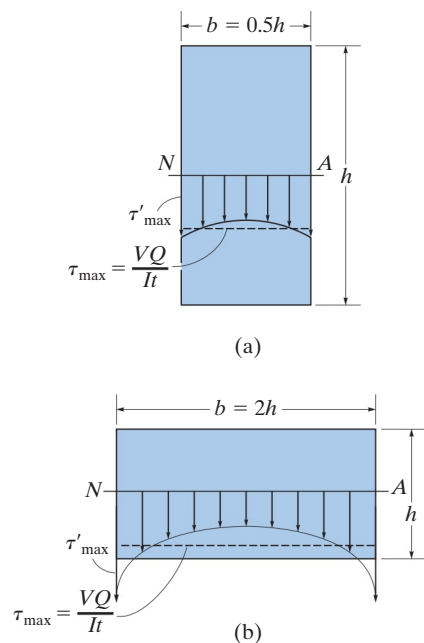 b = 0.5h
N A
h
τ′max
τmax = VQ/It
(a)
b = 2h
N A
h
τ′max
τmax = VQ/It
(b)